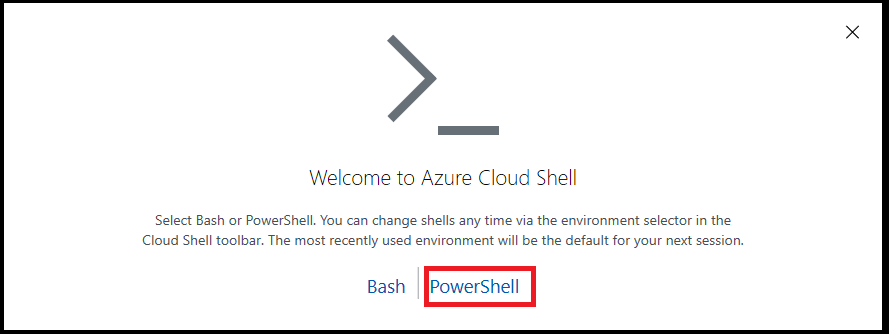 Welcome to Azure Cloud Shell
Select Bash or PowerShell. You can change shells any time via the environment selector in the
Cloud Shell toolbar. The most recently used environment will be the default for your next session.
Bash PowerShell